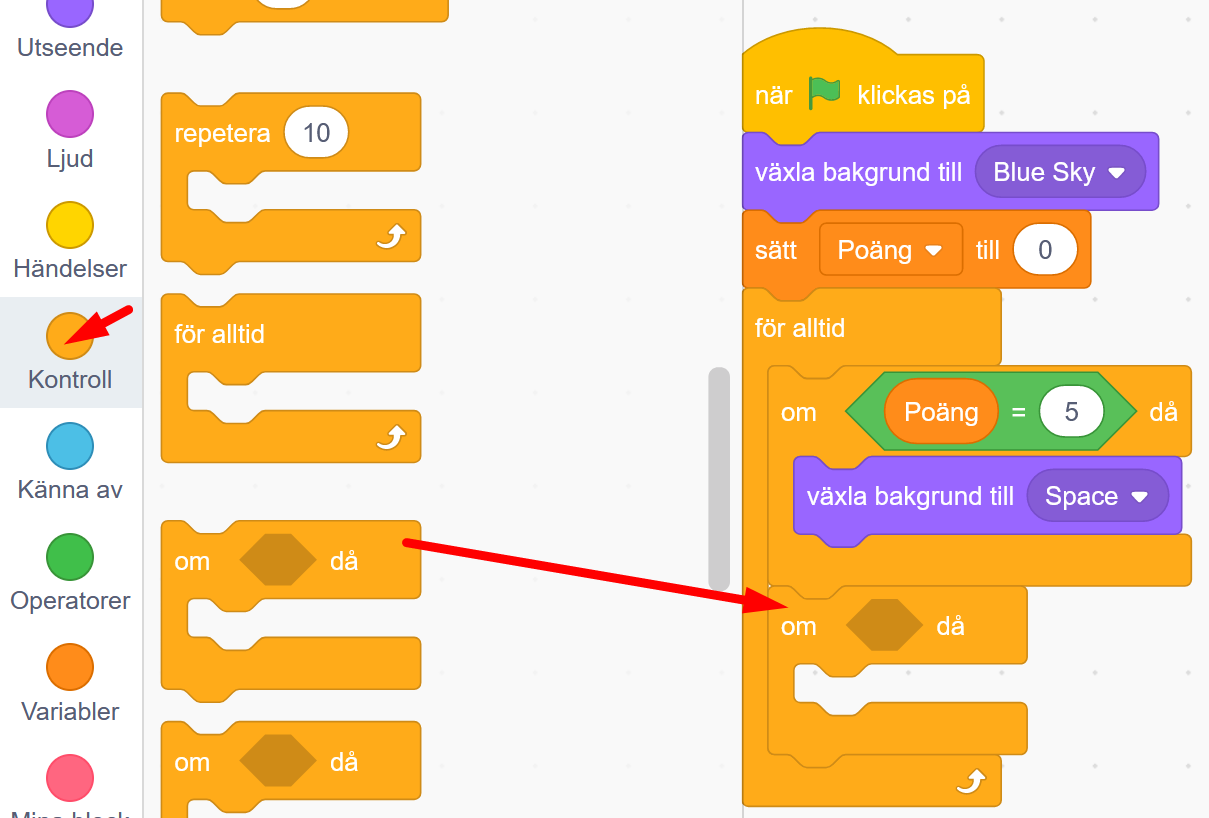 Utseende
Ljud
Händelser
Kontroll
Känna av
Operatorer
Variabler
repetera 10
för alltid
om då
om då
när klickas på
växla bakgrund till Blue Sky
sätt Poäng till 0
för alltid
om Poäng = 5 då
växla bakgrund till Space
om då